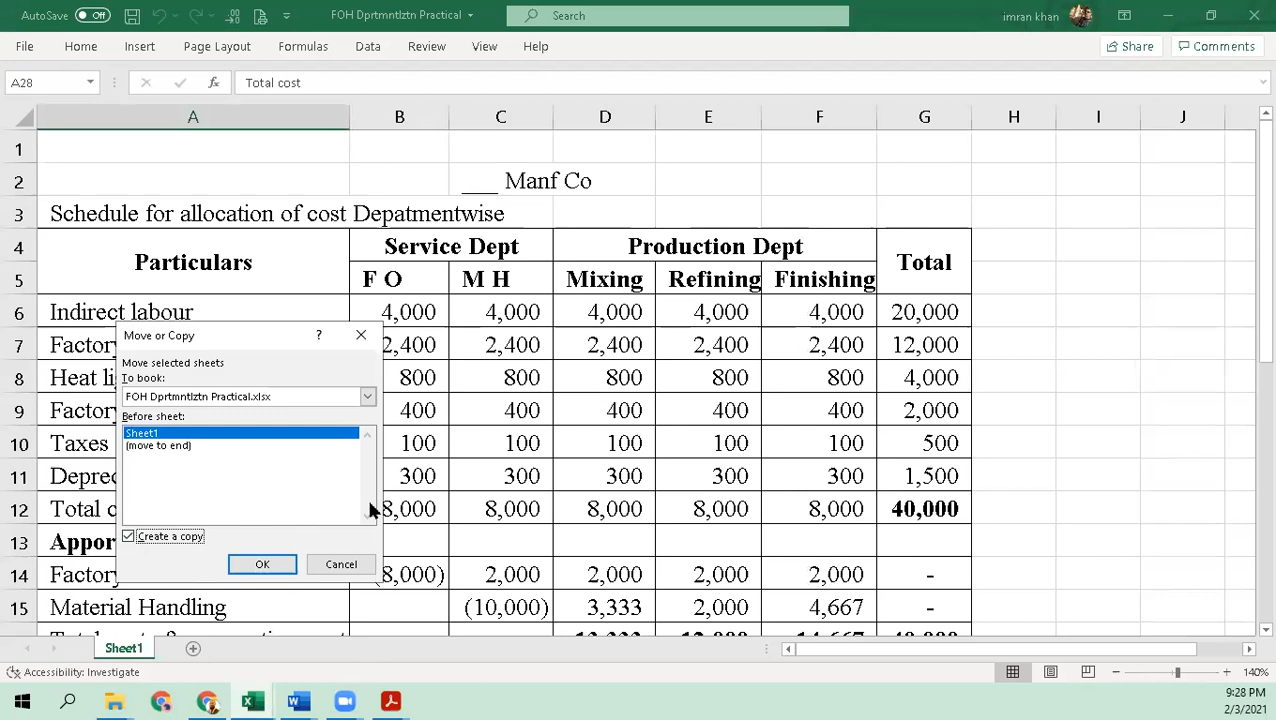 AutoSave Off FOH Dprtmntlztn Practical Search imran khan
File Home Insert Page Layout Formulas Data Review View Help Share Comments
A28 fx Total cost
A B C D E F G H I J
1
2 ___ Manf Co
3 Schedule for allocation of cost Depatmentwise
4 Particulars Service Dept Production Dept Total
5 F O M H Mixing Refining Finishing
6 Indirect labour 4,000 4,000 4,000 4,000 4,000 20,000
7 Factory 2,400 2,400 2,400 2,400 2,400 12,000
8 Heat li 800 800 800 800 800 4,000
9 Factory 400 400 400 400 400 2,000
10 Taxes 100 100 100 100 100 500
11 Deprec 300 300 300 300 300 1,500
12 Total c 8,000 8,000 8,000 8,000 8,000 40,000
13 Appor
14 Factory (8,000) 2,000 2,000 2,000 2,000 -
15 Material Handling (10,000) 3,333 2,000 4,667 -
Move or Copy ?
Move selected sheets
To book:
FOH Dprtmntlztn Practical.xlsx
Before sheet:
Sheet1
(move to end)
Create a copy
OK Cancel
Sheet1
Accessibility: Investigate 140%
9:28 PM
2/3/2021